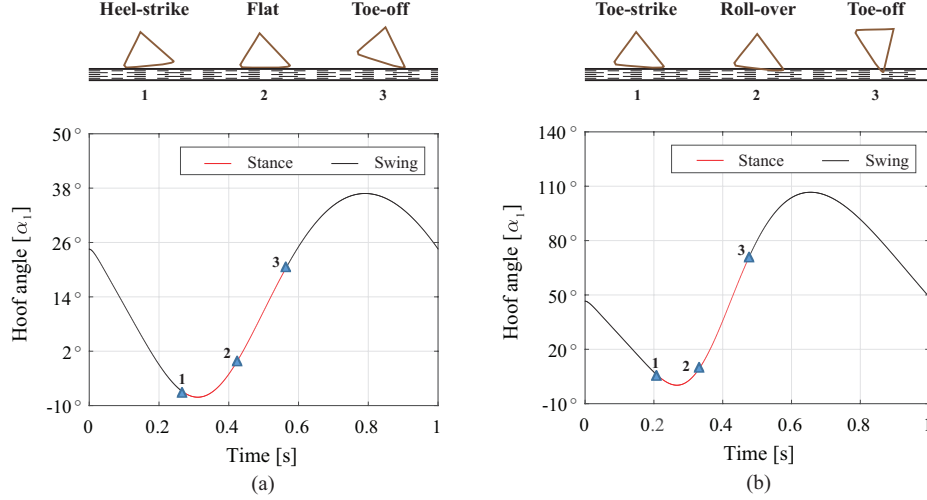 Heel-strike Flat Toe-off
1 2 3
50°
38°
26°
14°
2°
-10°
Hoof angle [α₁]
Stance Swing
1
2
3
0 0.2 0.4 0.6 0.8 1
Time [s]
(a)
Toe-strike Roll-over Toe-off
1 2 3
140°
110°
80°
50°
20°
-10°
Hoof angle [α₁]
Stance Swing
1
2
3
0 0.2 0.4 0.6 0.8 1
Time [s]
(b)